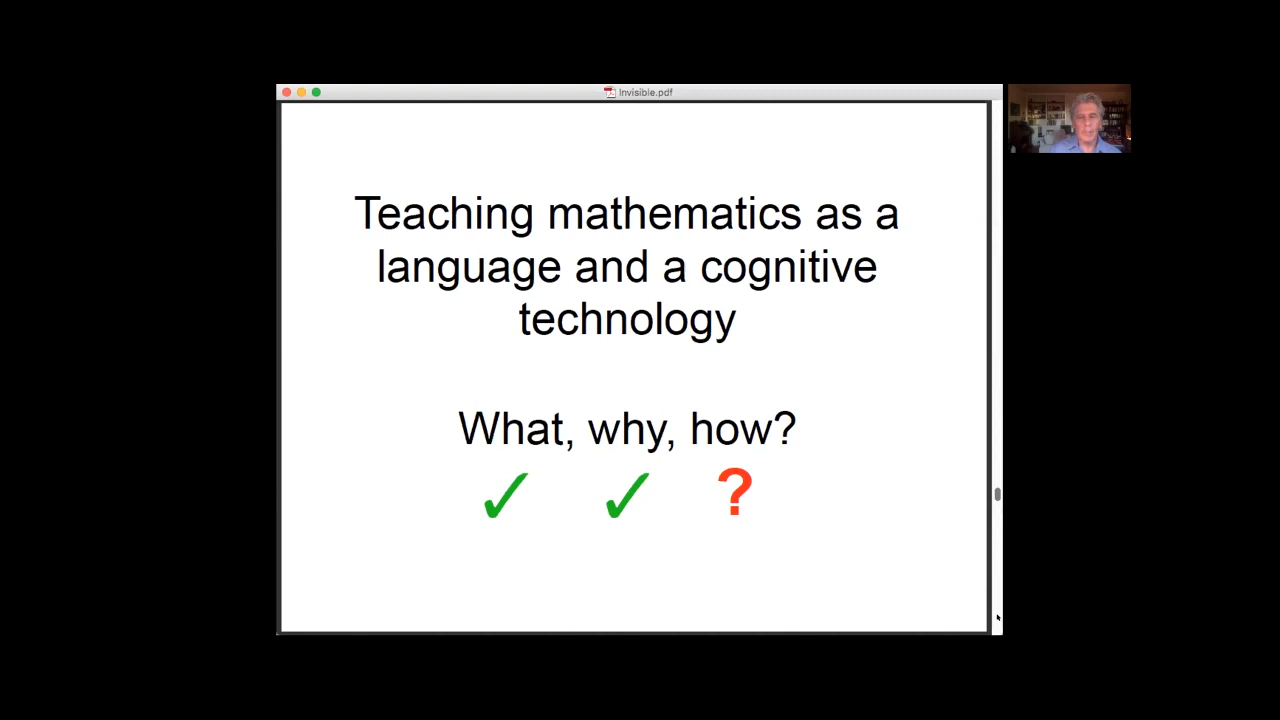 Invisible.pdf
Teaching mathematics as a
language and a cognitive
technology
What, why, how?
✓ ✓ ?